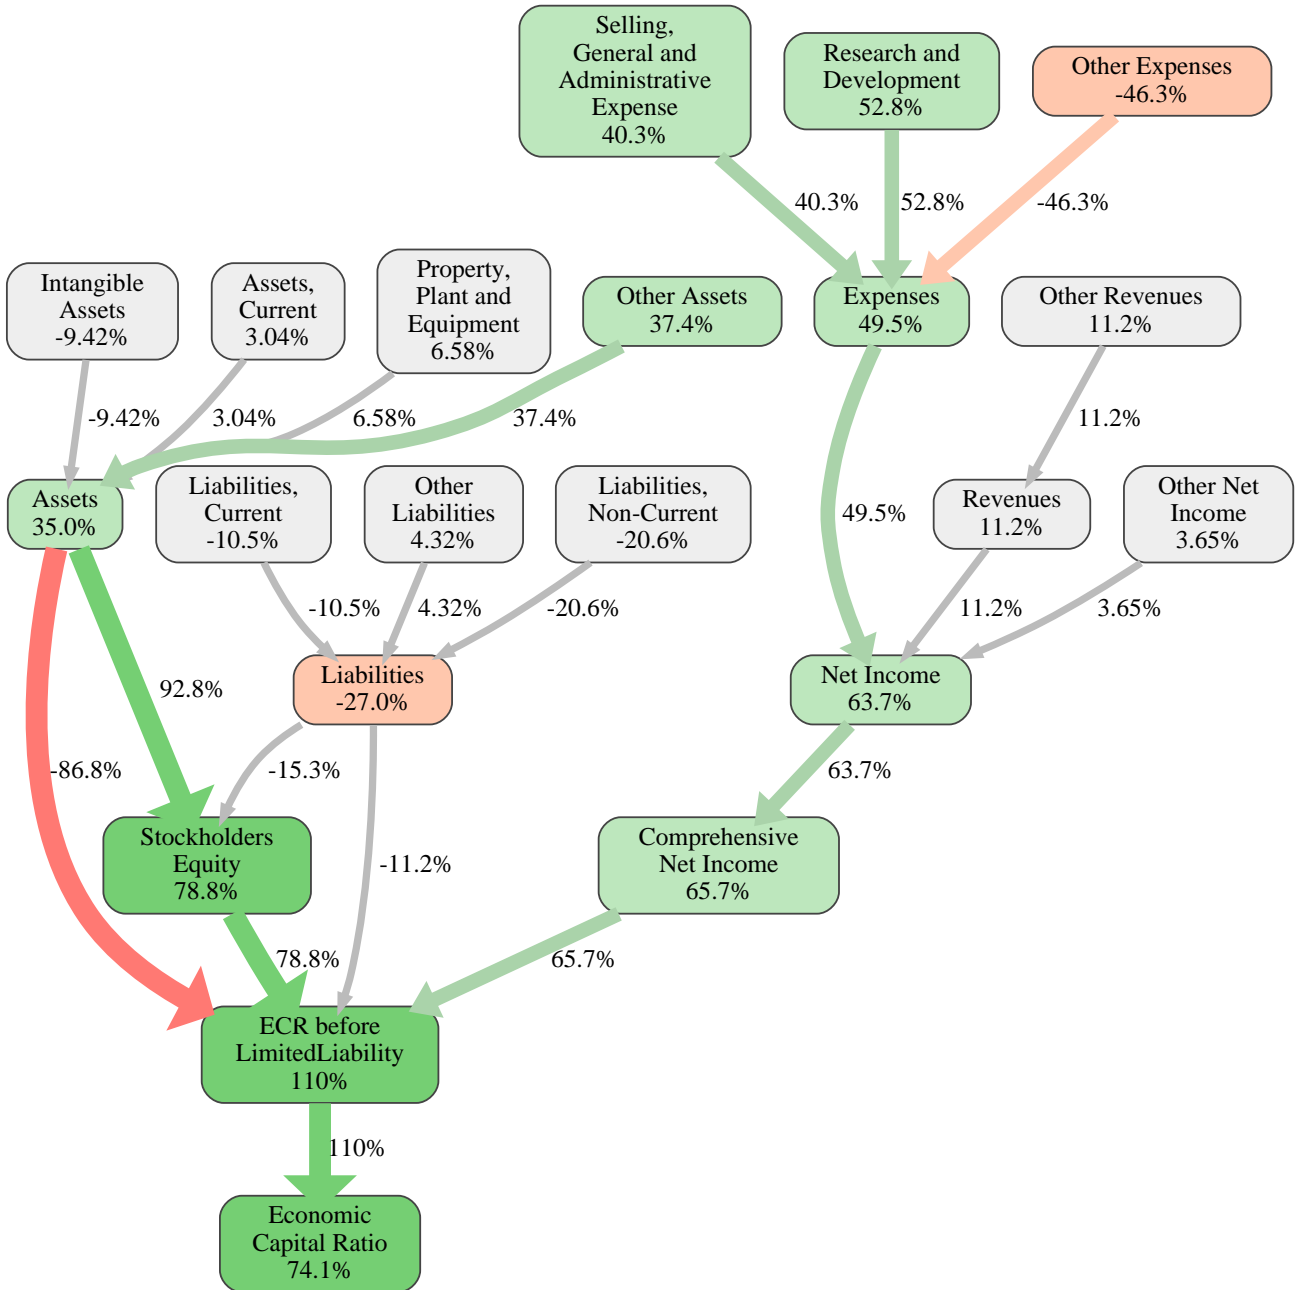 Selling,
General and
Administrative
Expense
40.3%
Research and
Development
52.8%
Other Expenses
-46.3%
40.3%
52.8%
-46.3%
Intangible
Assets
-9.42%
Assets,
Current
3.04%
Property,
Plant and
Equipment
6.58%
Other Assets
37.4%
Expenses
49.5%
Other Revenues
11.2%
-9.42%
3.04%
6.58%
37.4%
11.2%
Assets
35.0%
Liabilities,
Current
-10.5%
Other
Liabilities
4.32%
Liabilities,
Non-Current
-20.6%
49.5%
Revenues
11.2%
Other Net
Income
3.65%
-10.5%
4.32%
-20.6%
11.2%
3.65%
92.8%
Liabilities
-27.0%
Net Income
63.7%
-86.8%
-15.3%
63.7%
Stockholders
Equity
78.8%
-11.2%
Comprehensive
Net Income
65.7%
78.8%
65.7%
ECR before
LimitedLiability
110%
110%
Economic
Capital Ratio
74.1%